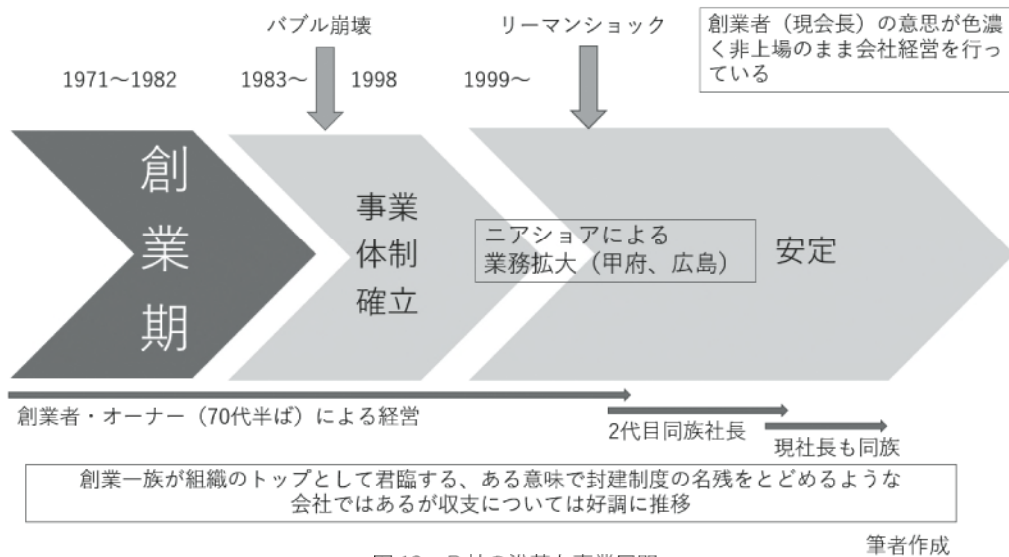 バブル崩壊
リーマンショック
創業者（現会長）の意思が色濃
く非上場のまま会社経営を行っ
ている
1971〜1982
1983〜
1998
1999〜
創業期
事業
体制
確立
ニアショアによる
業務拡大（甲府、広島）
安定
創業者・オーナー（70代半ば）による経営
2代目同族社長
現社長も同族
創業一族が組織のトップとして君臨する、ある意味で封建制度の名残をとどめるような
会社ではあるが収支については好調に推移
筆者作成